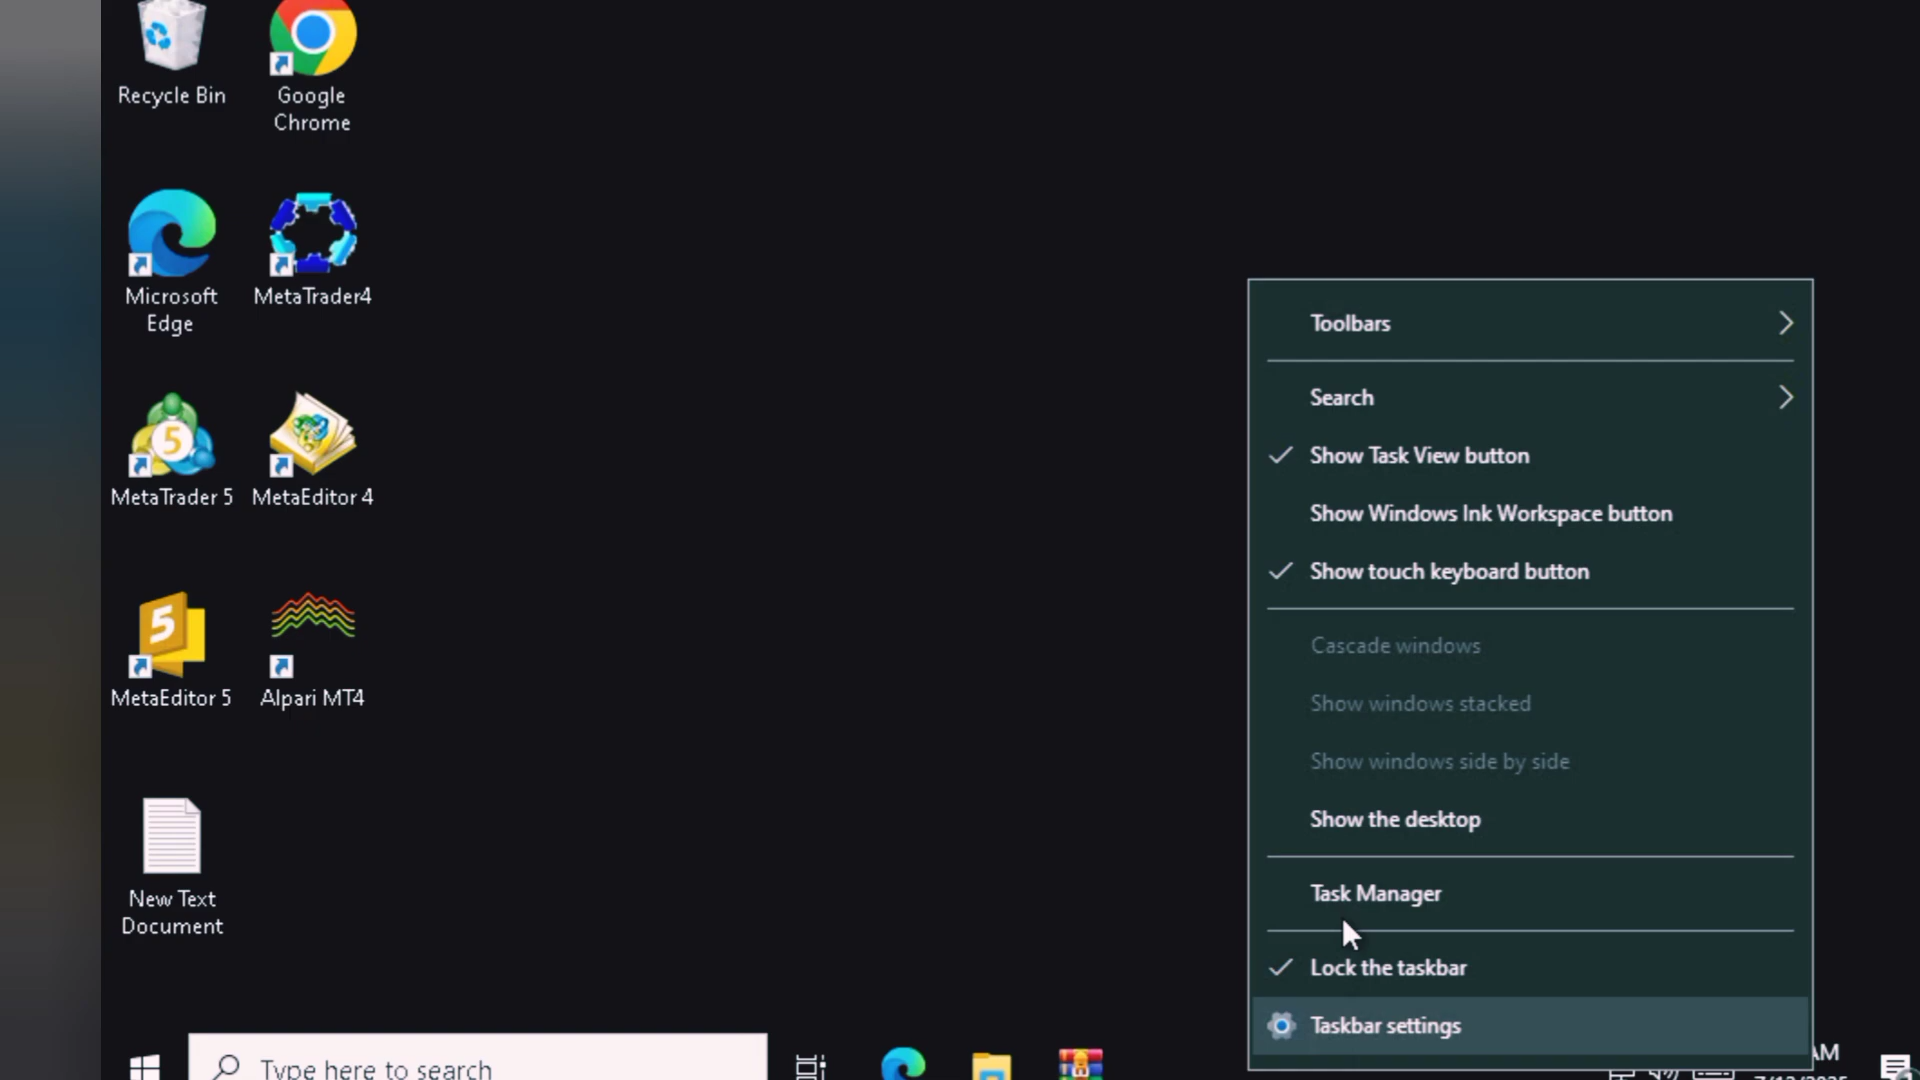 Recycle Bin
Google
Chrome
Microsoft
Edge
MetaTrader4
5
MetaTrader 5
MetaEditor 4
5
MetaEditor 5
Alpari MT4
New Text
Document
Toolbars
Search
Show Task View button
Show Windows Ink Workspace button
Show touch keyboard button
Cascade windows
Show windows stacked
Show windows side by side
Show the desktop
Task Manager
Lock the taskbar
Taskbar settings
Type here to search
AM